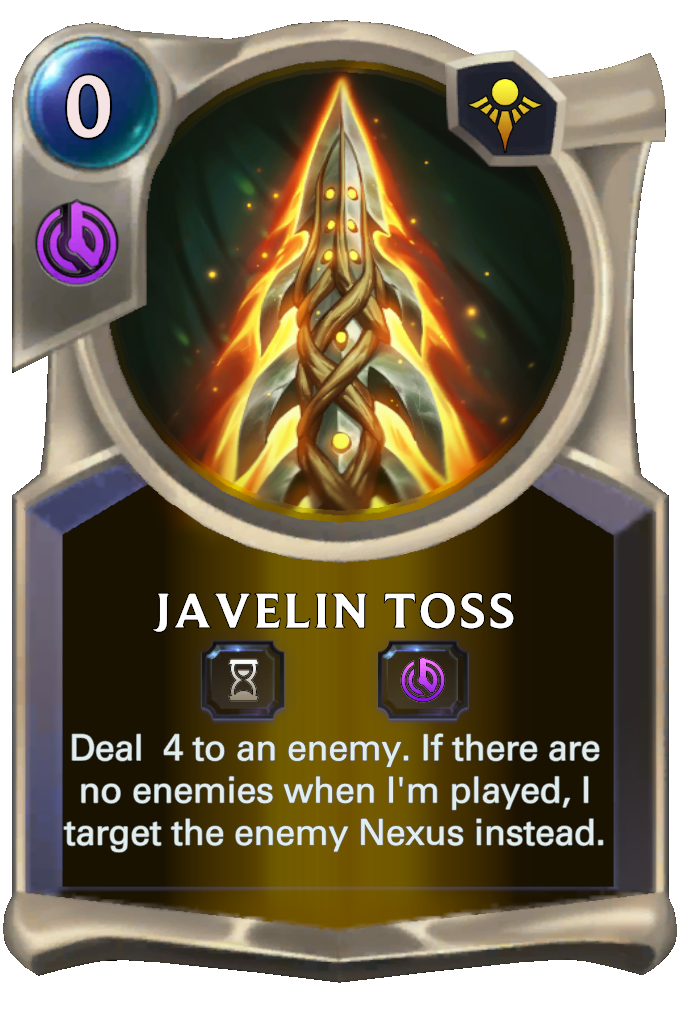 0
JAVELIN TOSS
Deal  4 to an enemy. If there are
no enemies when I'm played, I
target the enemy Nexus instead.